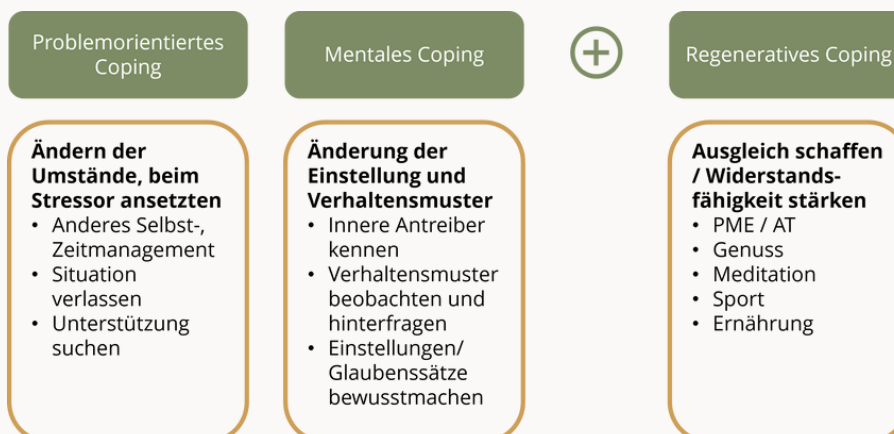 Problemorientiertes
Coping
Mentales Coping
Regeneratives Coping
Ändern der
Umstände, beim
Stressor ansetzten
• Anderes Selbst-,
Zeitmanagement
• Situation
verlassen
• Unterstützung
suchen
Änderung der
Einstellung und
Verhaltensmuster
• Innere Antreiber
kennen
• Verhaltensmuster
beobachten und
hinterfragen
• Einstellungen/
Glaubenssätze
bewusstmachen
Ausgleich schaffen
/ Widerstands-
fähigkeit stärken
• PME / AT
• Genuss
• Meditation
• Sport
• Ernährung